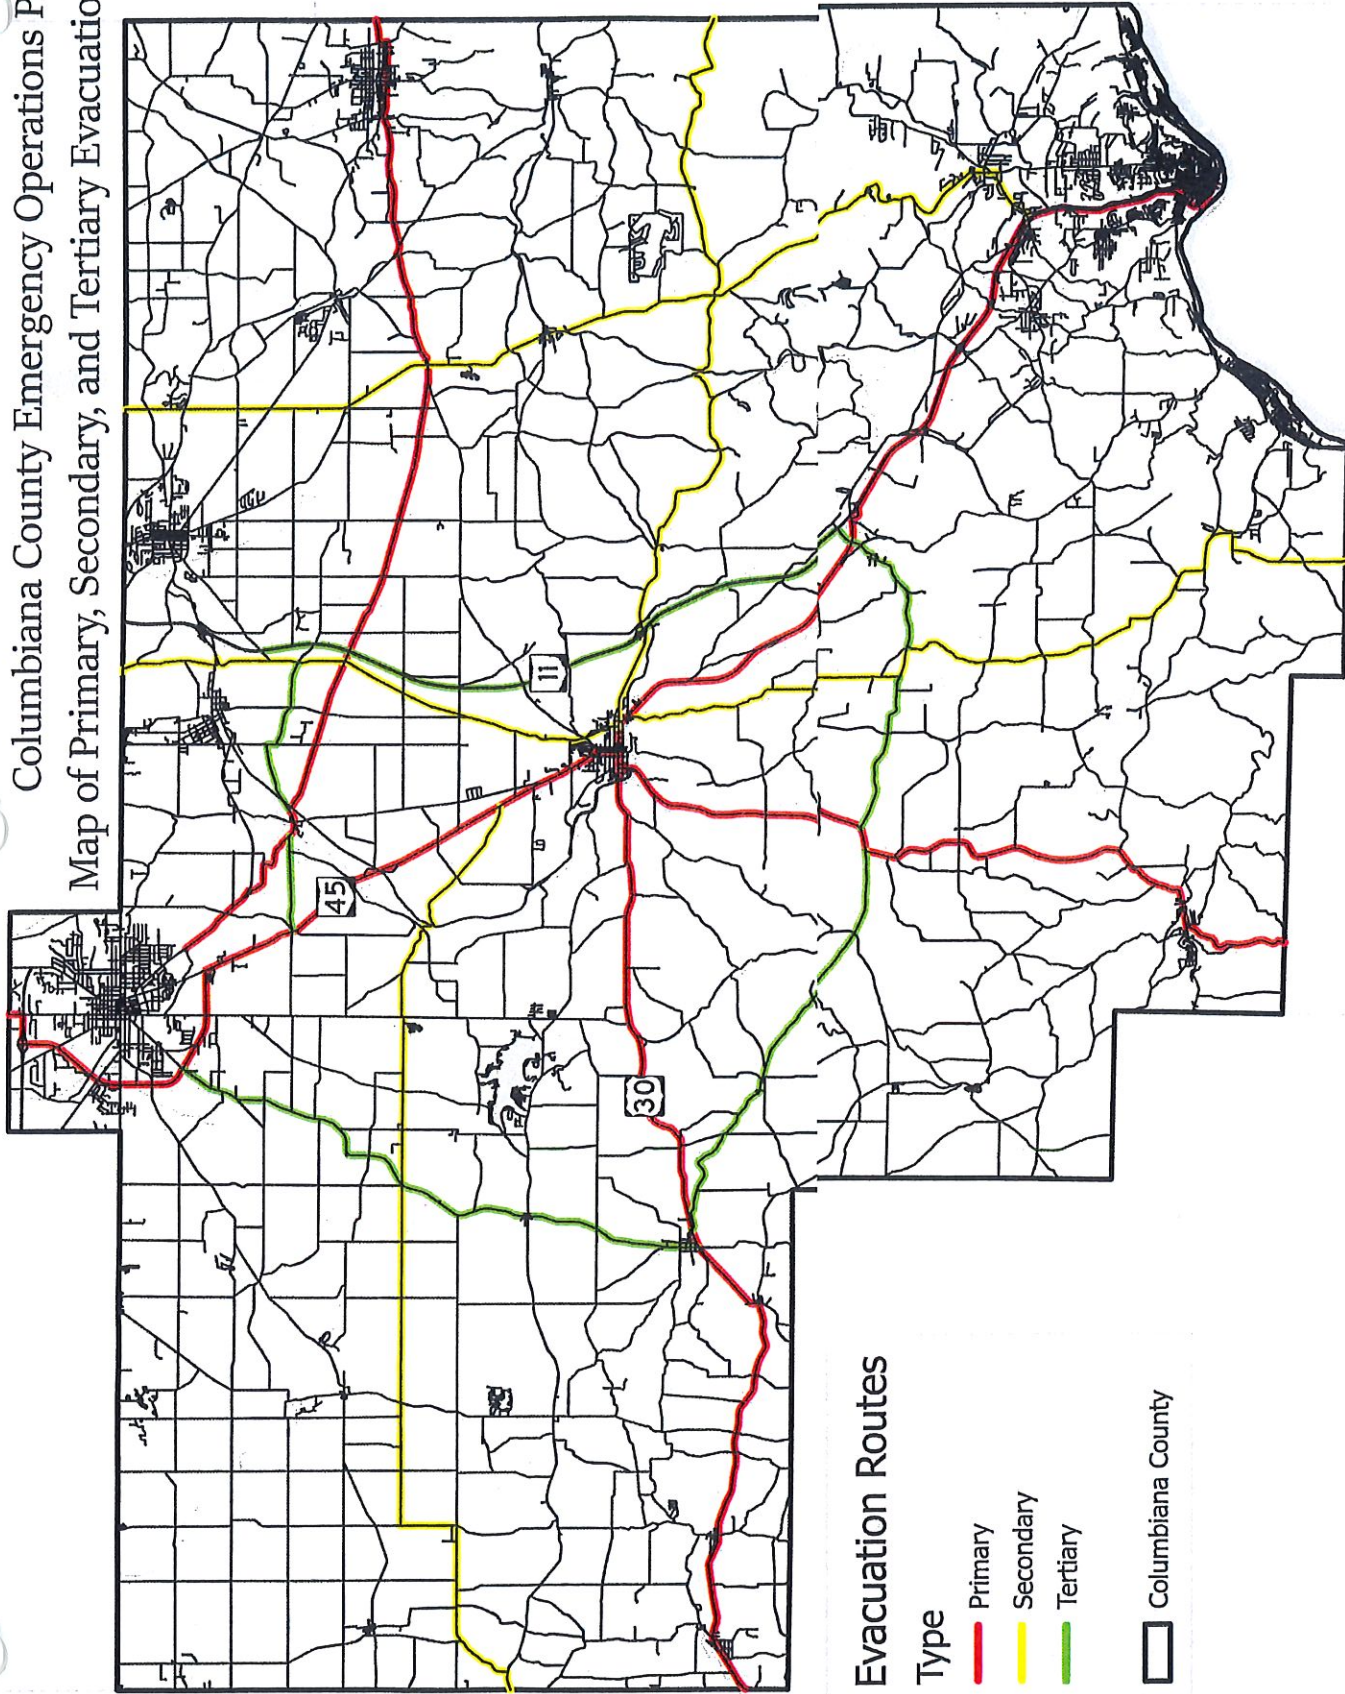 Columbiana County Emergency Operations P
Map of Primary, Secondary, and Tertiary Evacuatio
11
45
30
Evacuation Routes
Type
Primary
Secondary
Tertiary
Columbiana County